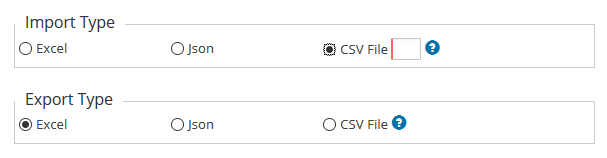 Import Type
Excel Json CSV File ?
Export Type
Excel Json CSV File ?